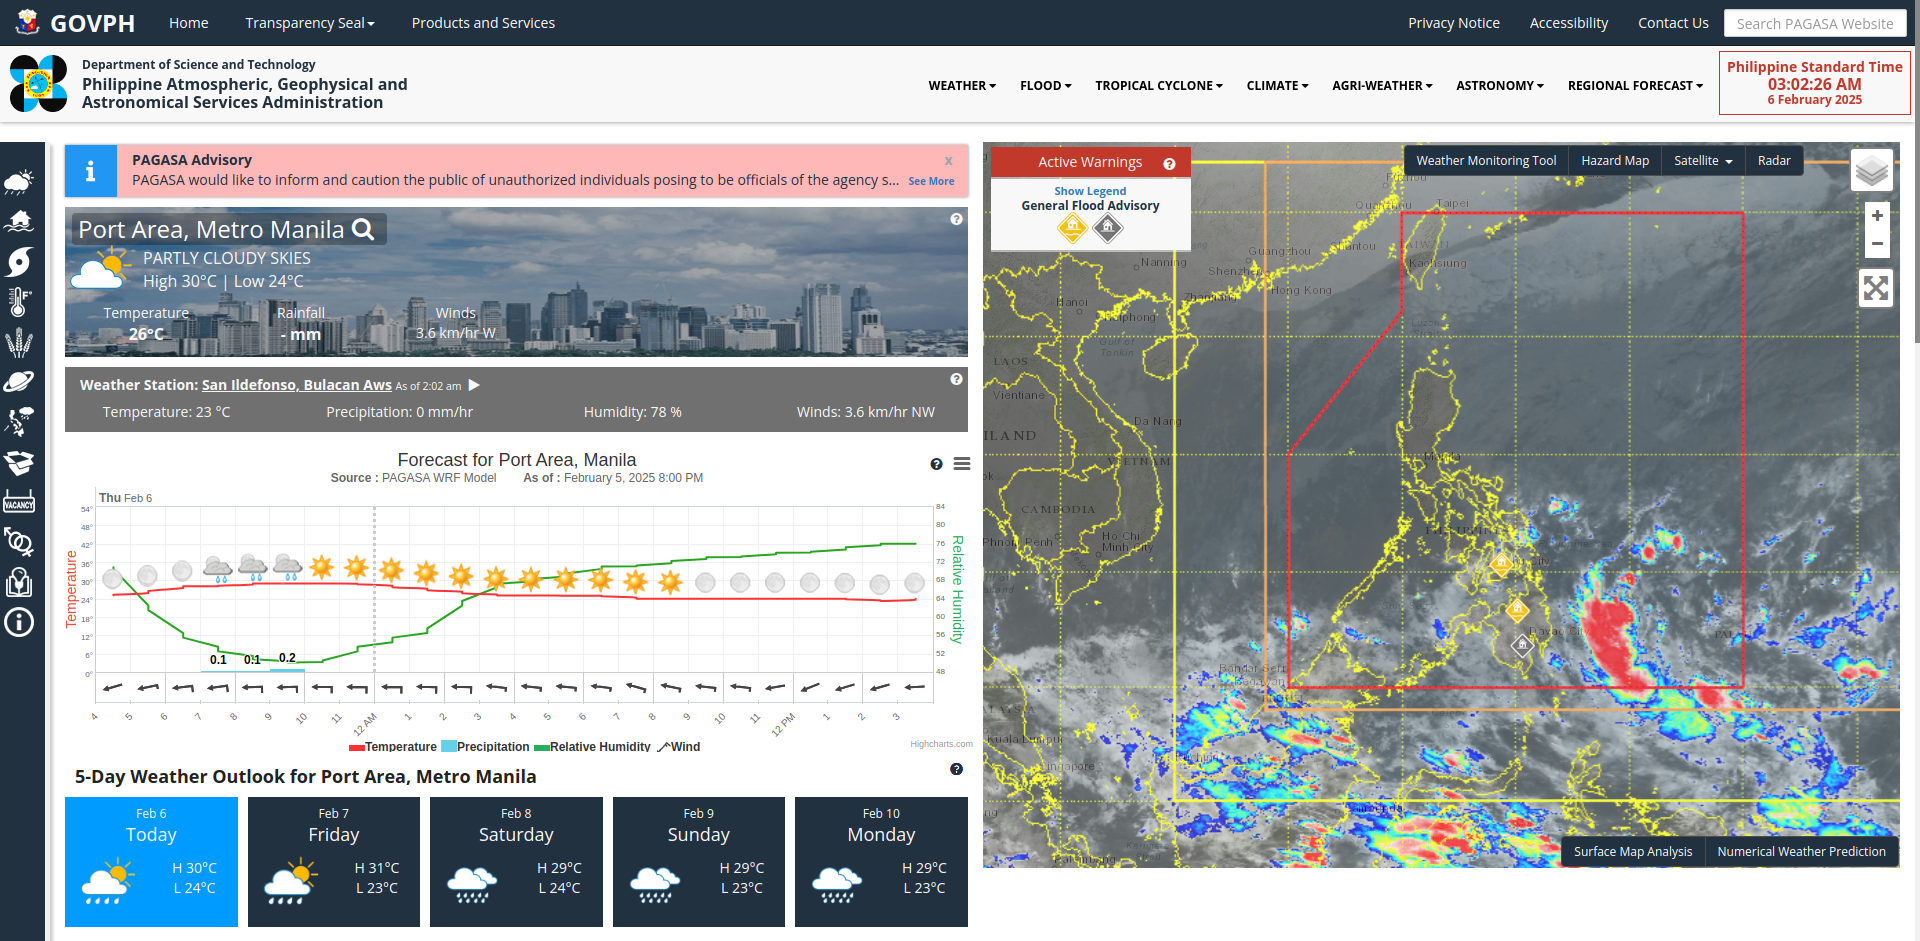 GOVPH
Home
Transparency Seal
Products and Services
Privacy Notice
Accessibility
Contact Us
Search PAGASA Website
Department of Science and Technology
Philippine Atmospheric, Geophysical and
Astronomical Services Administration
WEATHER
FLOOD
TROPICAL CYCLONE
CLIMATE
AGRI-WEATHER
ASTRONOMY
REGIONAL FORECAST
Philippine Standard Time
03:02:26 AM
6 February 2025
VACANCY
PAGASA Advisory
x
PAGASA would like to inform and caution the public of unauthorized individuals posing to be officials of the agency s... See More
Port Area, Metro Manila
PARTLY CLOUDY SKIES
High 30°C | Low 24°C
Temperature
26°C
Rainfall
- mm
Winds
3.6 km/hr W
Weather Station: San Ildefonso, Bulacan Aws As of 2:02 am
Temperature: 23 °C
Precipitation: 0 mm/hr
Humidity: 78 %
Winds: 3.6 km/hr NW
Forecast for Port Area, Manila
Source : PAGASA WRF Model As of : February 5, 2025 8:00 PM
Thu Feb 6
Temperature
54°
48°
42°
36°
30°
24°
18°
12°
6°
0°
84
80
76
72
68
64
60
56
52
48
Relative Humidity
0.1
0.1
0.2
4 5 6 7 8 9 10 11 12 AM 1 2 3 4 5 6 7 8 9 10 11 12 PM 1 2 3
Temperature Precipitation Relative Humidity Wind
Highcharts.com
5-Day Weather Outlook for Port Area, Metro Manila
Feb 6
Today
H 30°C
L 24°C
Feb 7
Friday
H 31°C
L 23°C
Feb 8
Saturday
H 29°C
L 24°C
Feb 9
Sunday
H 29°C
L 23°C
Feb 10
Monday
H 29°C
L 23°C
Active Warnings
Show Legend
General Flood Advisory
Weather Monitoring Tool
Hazard Map
Satellite
Radar
+
−
Taipei
Guangzhou
Shantou
Nanning
Shenzhen
Kaohsiung
Hong Kong
Zhanjiang
Hanoi
Haiphong
Gulf of
Tonkin
LAOS
Vientiane
Da Nang
VIETNAM
CAMBODIA
Ho Chi
Minh City
Manila
Davao City
Bandar Seri
Kuala Lumpur
Singapore
Surface Map Analysis
Numerical Weather Prediction